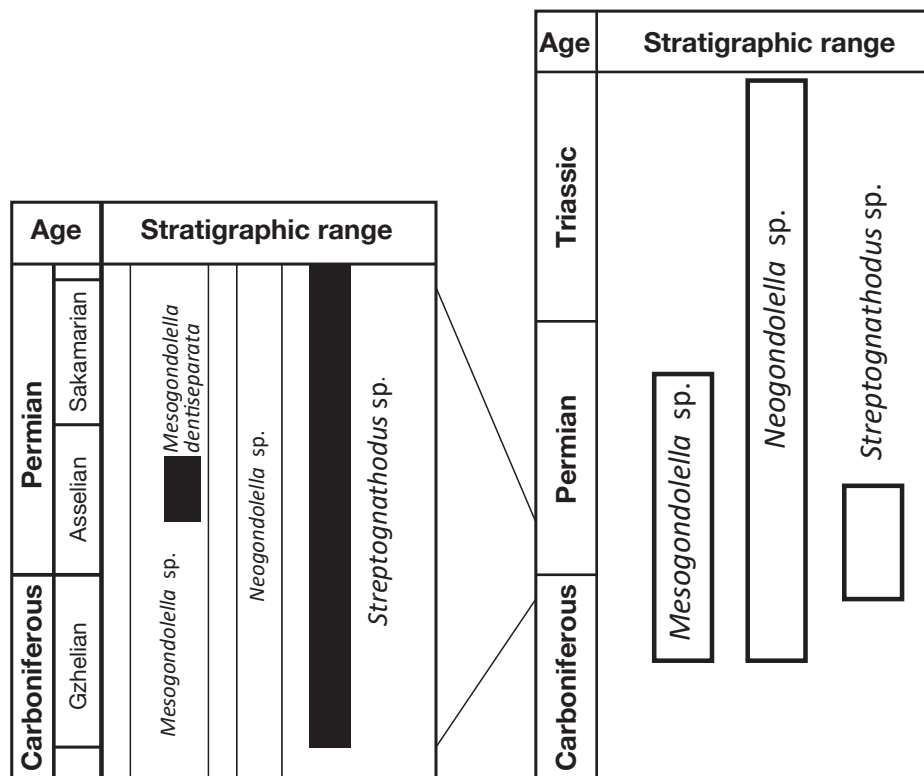 Age
Stratigraphic range
Permian
Carboniferous
Sakamarian
Asselian
Gzhelian
Mesogondolella
dentiseparata
Mesogondolella sp.
Neogondolella sp.
Streptognathodus sp.
Age
Stratigraphic range
Triassic
Permian
Carboniferous
Mesogondolella sp.
Neogondolella sp.
Streptognathodus sp.